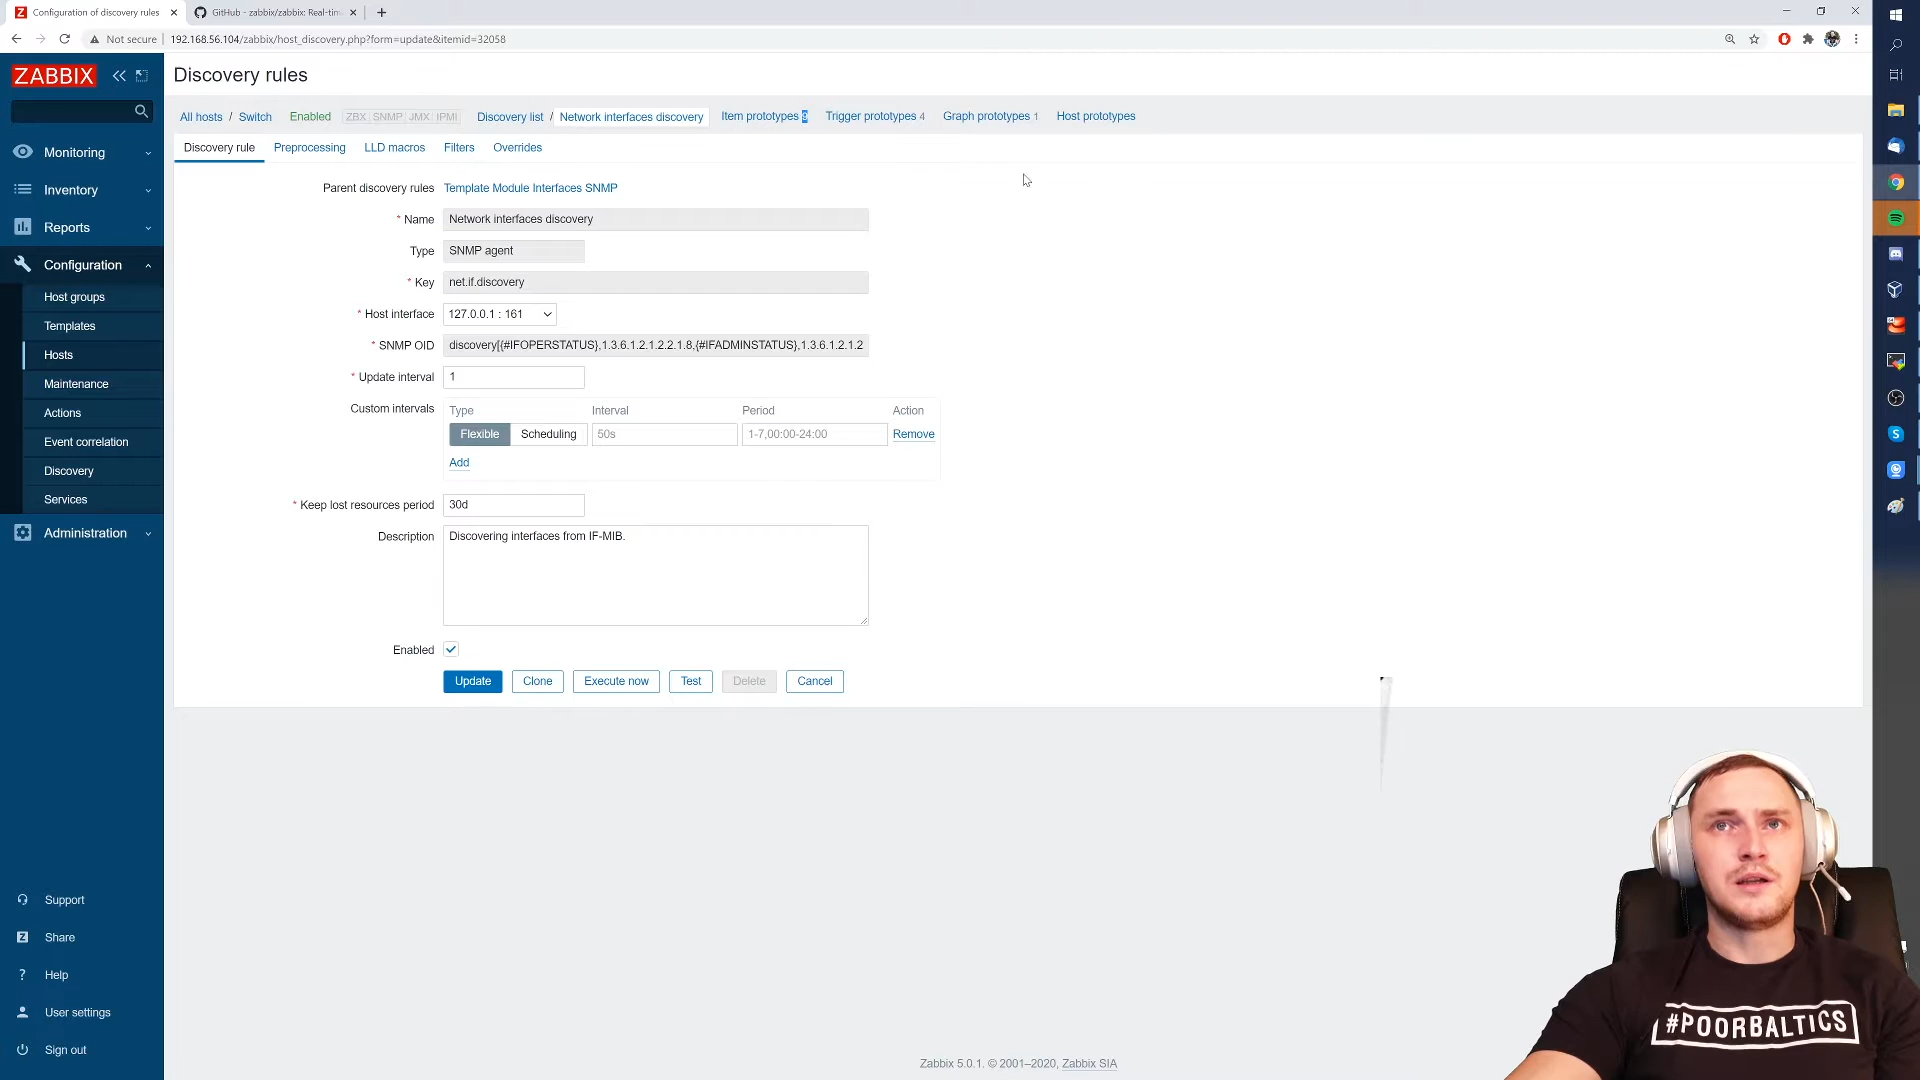 Configuration of discovery rules
GitHub - zabbix/zabbix: Real-tim
Not secure
192.168.56.104/zabbix/host_discovery.php?form=update&itemid=32058
ZABBIX
Monitoring
Inventory
Reports
Configuration
Host groups
Templates
Hosts
Maintenance
Actions
Event correlation
Discovery
Services
Administration
Support
Share
Help
User settings
Sign out
Discovery rules
All hosts / Switch Enabled ZBX SNMP JMX IPMI Discovery list / Network interfaces discovery Item prototypes 9 Trigger prototypes 4 Graph prototypes 1 Host prototypes
Discovery rule Preprocessing LLD macros Filters Overrides
Parent discovery rules Template Module Interfaces SNMP
* Name Network interfaces discovery
Type SNMP agent
* Key net.if.discovery
* Host interface 127.0.0.1 : 161
* SNMP OID discovery[{#IFOPERSTATUS},1.3.6.1.2.1.2.2.1.8,{#IFADMINSTATUS},1.3.6.1.2.1.2
* Update interval 1
Custom intervals Type Interval Period Action
Flexible Scheduling 50s 1-7,00:00-24:00 Remove
Add
* Keep lost resources period 30d
Description Discovering interfaces from IF-MIB.
Enabled
Update Clone Execute now Test Delete Cancel
#POORBALTICS
Zabbix 5.0.1. © 2001–2020, Zabbix SIA